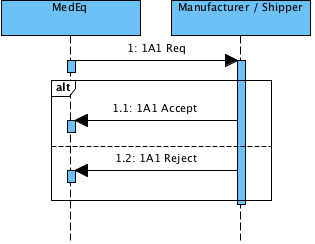 MedEq
Manufacturer / Shipper
1: 1A1 Req
alt
1.1: 1A1 Accept
1.2: 1A1 Reject